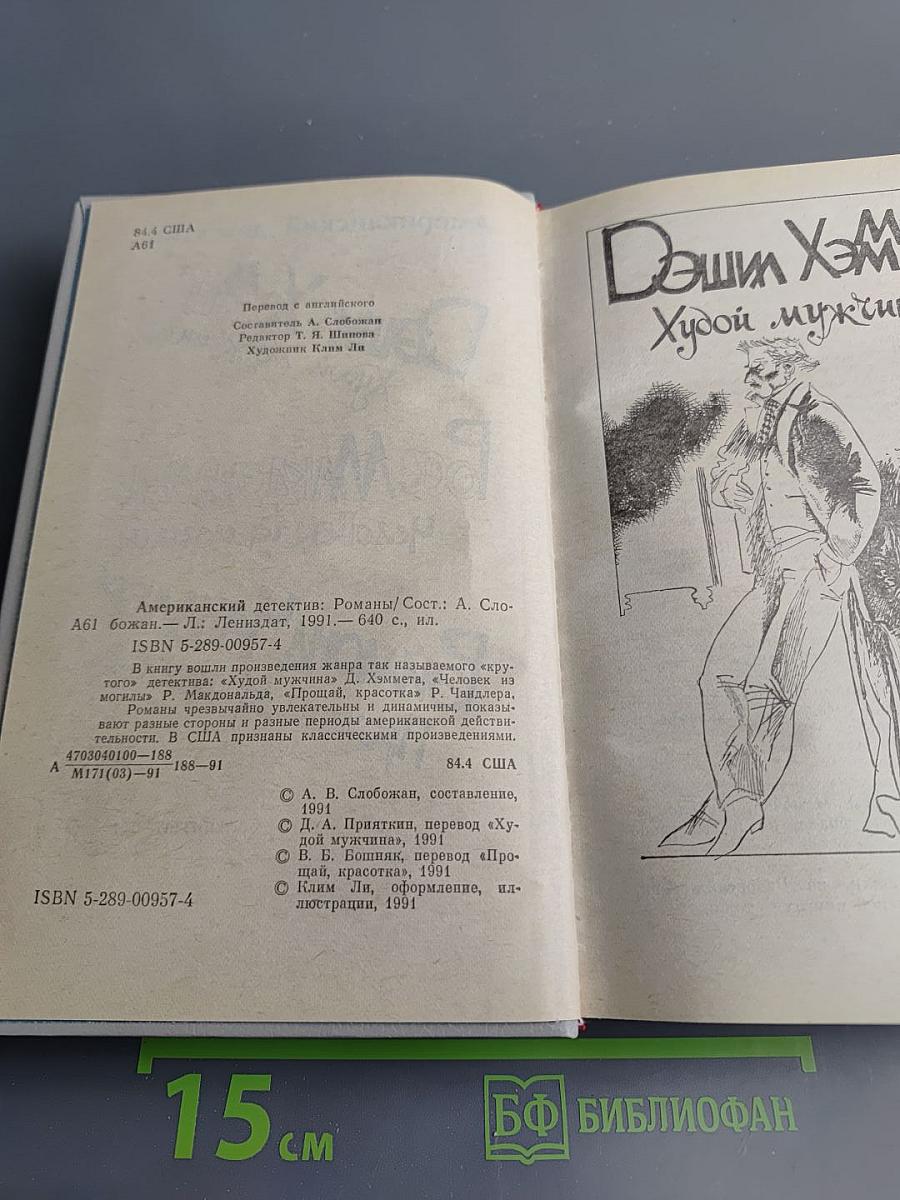 84.4 США
А61
Перевод с английского
Составитель А. Слобожан
Редактор Т. Я. Шипова
Художник Клим Ли
Американский детектив: Романы/Сост.: А. Сло-
А61 божан.— Л.: Лениздат, 1991.— 640 с., ил.
ISBN 5-289-00957-4
В книгу вошли произведения жанра так называемого «кру-
того» детектива: «Худой мужчина» Д. Хэммета, «Человек из
могилы» Р. Макдональда, «Прощай, красотка» Р. Чандлера,
Романы чрезвычайно увлекательны и динамичны, показы-
вают разные стороны и разные периоды американской действи-
тельности. В США признаны классическими произведениями.
А 4703040100—188 188—91
М171(03)—91
84.4 США
© А. В. Слобожан, составление,
1991
© Д. А. Прияткин, перевод «Ху-
дой мужчина», 1991
© В. Б. Бошняк, перевод «Про-
щай, красотка», 1991
© Клим Ли, оформление, ил-
люстрации, 1991
ISBN 5-289-00957-4
Дэшил Хэмм
Худой мужчин
15 см
БФ БИБЛИОФАН